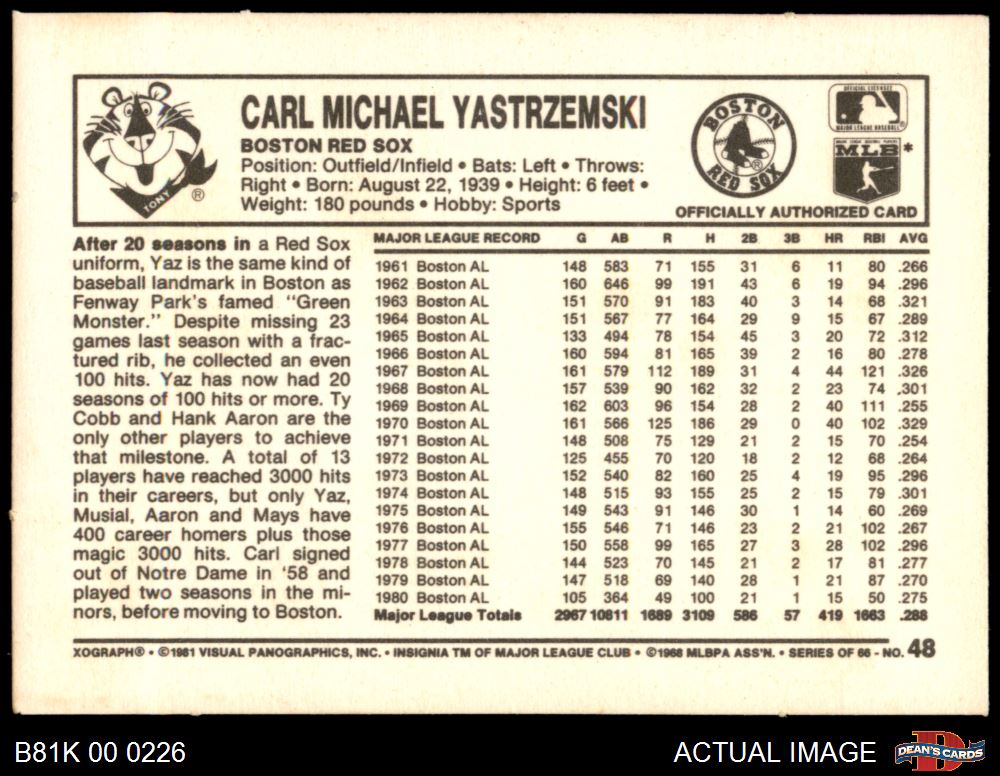 CARL MICHAEL YASTRZEMSKI
BOSTON RED SOX
Position: Outfield/Infield • Bats: Left • Throws:
Right • Born: August 22, 1939 • Height: 6 feet •
Weight: 180 pounds • Hobby: Sports
TONY ®
BOSTON
RED SOX ®
OFFICIAL LICENSEE
MAJOR LEAGUE BASEBALL ®
MAJOR LEAGUE BASEBALL PLAYERS
MLB *
OFFICIALLY AUTHORIZED CARD
After 20 seasons in a Red Sox
uniform, Yaz is the same kind of
baseball landmark in Boston as
Fenway Park's famed "Green
Monster." Despite missing 23
games last season with a frac-
tured rib, he collected an even
100 hits. Yaz has now had 20
seasons of 100 hits or more. Ty
Cobb and Hank Aaron are the
only other players to achieve
that milestone. A total of 13
players have reached 3000 hits
in their careers, but only Yaz,
Musial, Aaron and Mays have
400 career homers plus those
magic 3000 hits. Carl signed
out of Notre Dame in '58 and
played two seasons in the mi-
nors, before moving to Boston.
MAJOR LEAGUE RECORD G AB R H 2B 3B HR RBI AVG
1961 Boston AL 148 583 71 155 31 6 11 80 .266
1962 Boston AL 160 646 99 191 43 6 19 94 .296
1963 Boston AL 151 570 91 183 40 3 14 68 .321
1964 Boston AL 151 567 77 164 29 9 15 67 .289
1965 Boston AL 133 494 78 154 45 3 20 72 .312
1966 Boston AL 160 594 81 165 39 2 16 80 .278
1967 Boston AL 161 579 112 189 31 4 44 121 .326
1968 Boston AL 157 539 90 162 32 2 23 74 .301
1969 Boston AL 162 603 96 154 28 2 40 111 .255
1970 Boston AL 161 566 125 186 29 0 40 102 .329
1971 Boston AL 148 508 75 129 21 2 15 70 .254
1972 Boston AL 125 455 70 120 18 2 12 68 .264
1973 Boston AL 152 540 82 160 25 4 19 95 .296
1974 Boston AL 148 515 93 155 25 2 15 79 .301
1975 Boston AL 149 543 91 146 30 1 14 60 .269
1976 Boston AL 155 546 71 146 23 2 21 102 .267
1977 Boston AL 150 558 99 165 27 3 28 102 .296
1978 Boston AL 144 523 70 145 21 2 17 81 .277
1979 Boston AL 147 518 69 140 28 1 21 87 .270
1980 Boston AL 105 364 49 100 21 1 15 50 .275
Major League Totals 2967 10811 1689 3109 586 57 419 1663 .288
XOGRAPH® • ©1981 VISUAL PANOGRAPHICS, INC. • INSIGNIA TM OF MAJOR LEAGUE CLUB • ©1968 MLBPA ASS'N. • SERIES OF 66 - NO. 48
B81K 00 0226
ACTUAL IMAGE
DEAN'S CARDS